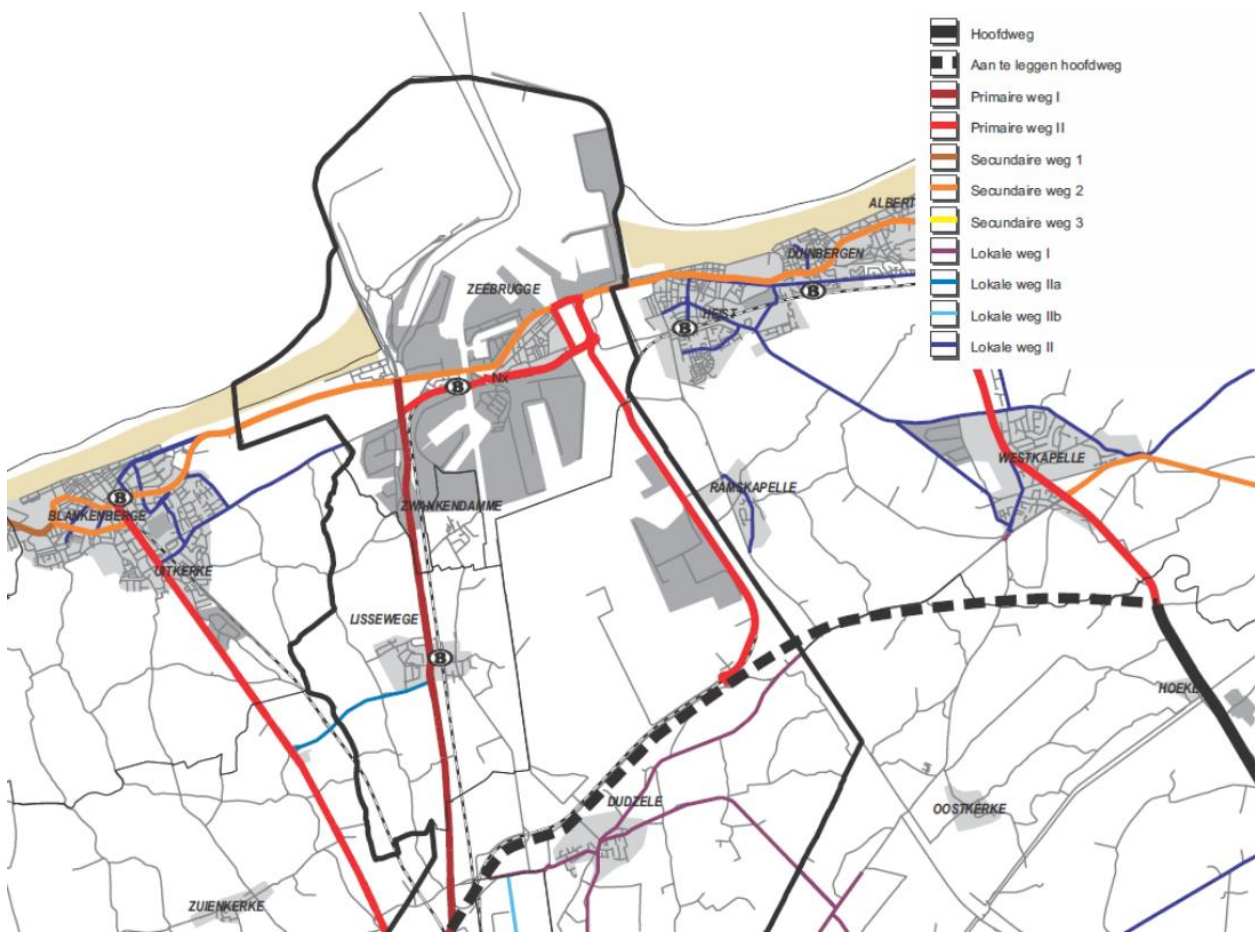 Hoofdweg
Aan te leggen hoofdweg
Primaire weg I
Primaire weg II
Secundaire weg 1
Secundaire weg 2
Secundaire weg 3
Lokale weg I
Lokale weg IIa
Lokale weg IIb
Lokale weg II
ALBERT
DUINBERGEN
ZEEBRUGGE
HEIST
B
B
B
Nx
WESTKAPELLE
RAMSKAPELLE
B
BLANKENBERGE
ZWANKENDAMME
UITKERKE
LISSEWEGE
B
HOEKE
DUDZELE
OOSTKERKE
ZUIENKERKE